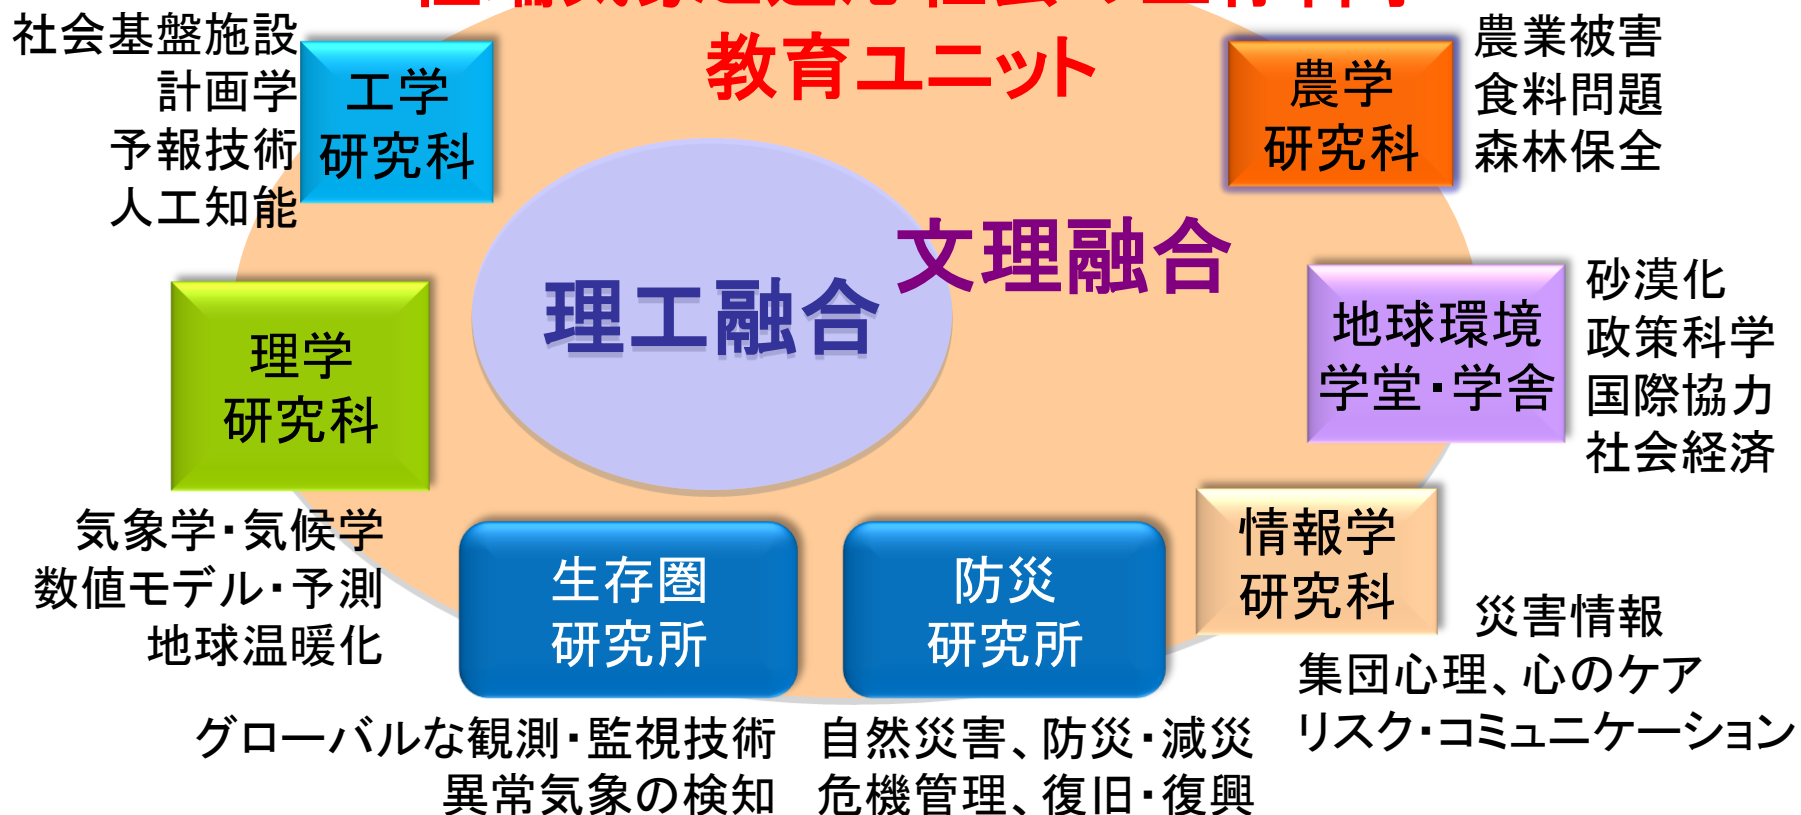 教育ユニット
社会基盤施設
計画学
予報技術
人工知能
工学
研究科
農学
研究科
農業被害
食料問題
森林保全
文理融合
理工融合
理学
研究科
地球環境
学堂・学舎
砂漠化
政策科学
国際協力
社会経済
気象学・気候学
数値モデル・予測
地球温暖化
生存圏
研究所
防災
研究所
情報学
研究科
災害情報
集団心理、心のケア
リスク・コミュニケーション
グローバルな観測・監視技術
異常気象の検知
自然災害、防災・減災
危機管理、復旧・復興